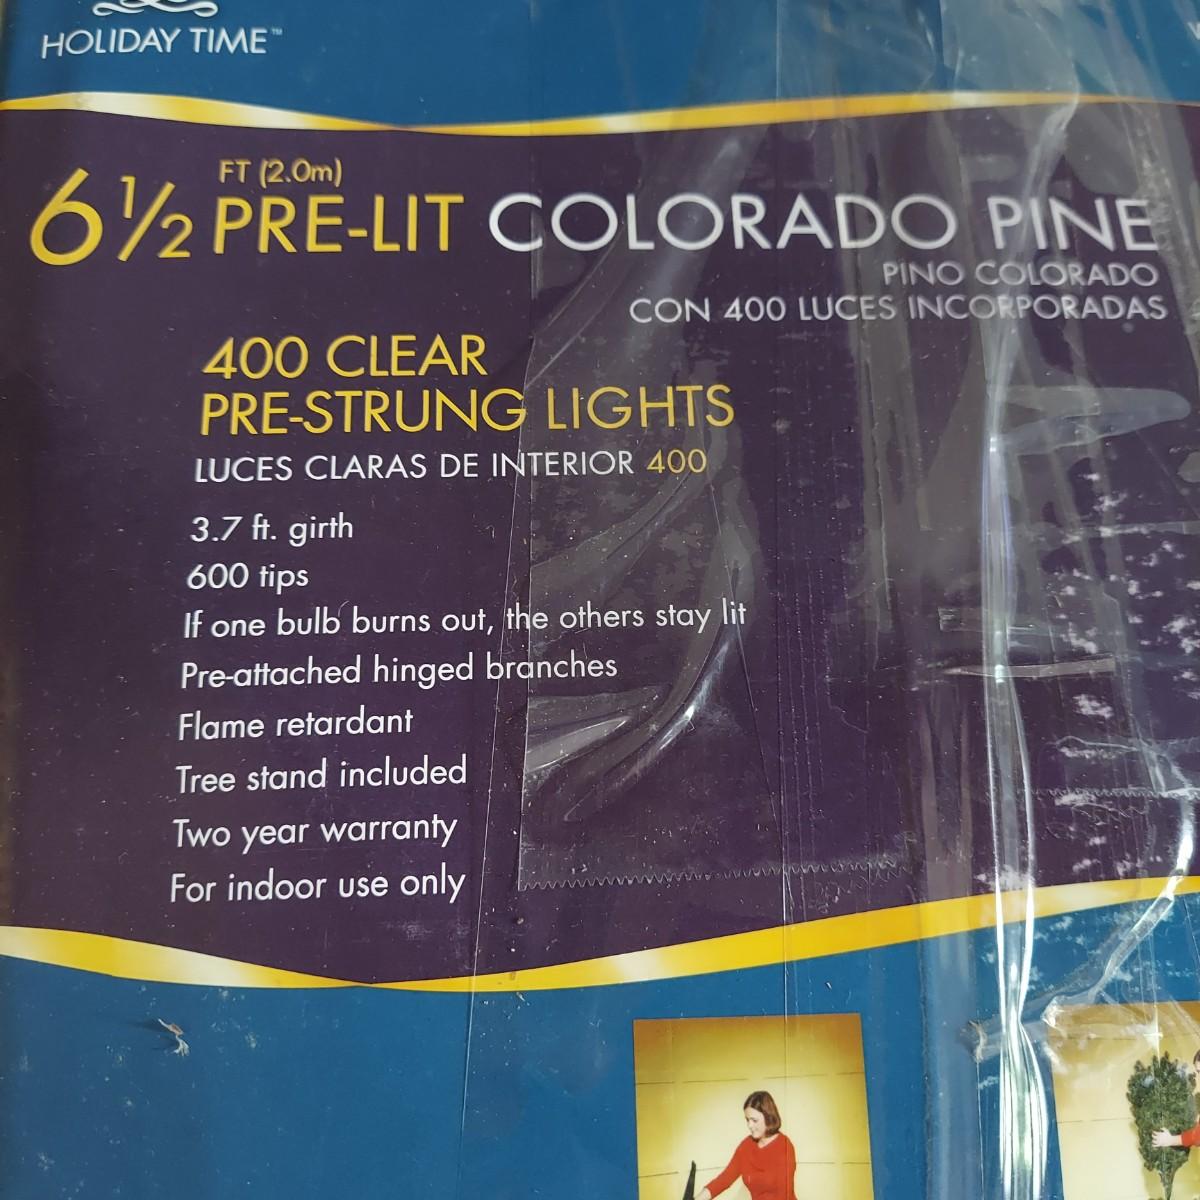 HOLIDAY TIME™
6½ FT (2.0m) PRE-LIT COLORADO PINE
PINO COLORADO
CON 400 LUCES INCORPORADAS
400 CLEAR
PRE-STRUNG LIGHTS
LUCES CLARAS DE INTERIOR 400
3.7 ft. girth
600 tips
If one bulb burns out, the others stay lit
Pre-attached hinged branches
Flame retardant
Tree stand included
Two year warranty
For indoor use only